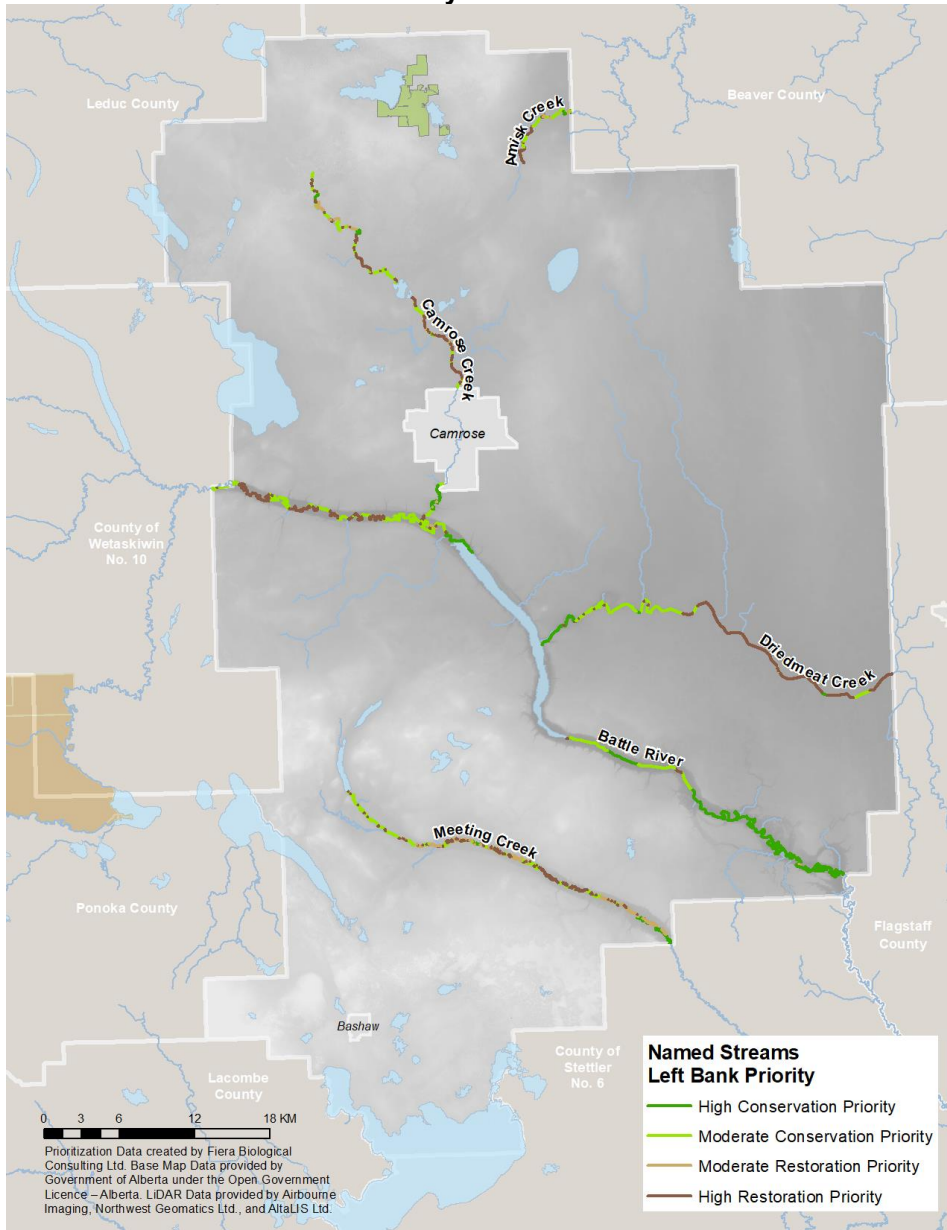 Leduc County
Beaver County
Amisk Creek
Camrose Creek
Camrose
County of
Wetaskiwin
No. 10
Driedmeat Creek
Battle River
Meeting Creek
Ponoka County
Flagstaff
County
Bashaw
County of
Stettler
No. 6
Lacombe
County
Named Streams
Left Bank Priority
High Conservation Priority
Moderate Conservation Priority
Moderate Restoration Priority
High Restoration Priority
0 3 6 12 18 KM
Prioritization Data created by Fiera Biological
Consulting Ltd. Base Map Data provided by
Government of Alberta under the Open Government
Licence – Alberta. LiDAR Data provided by Airbourne
Imaging, Northwest Geomatics Ltd., and AltaLIS Ltd.